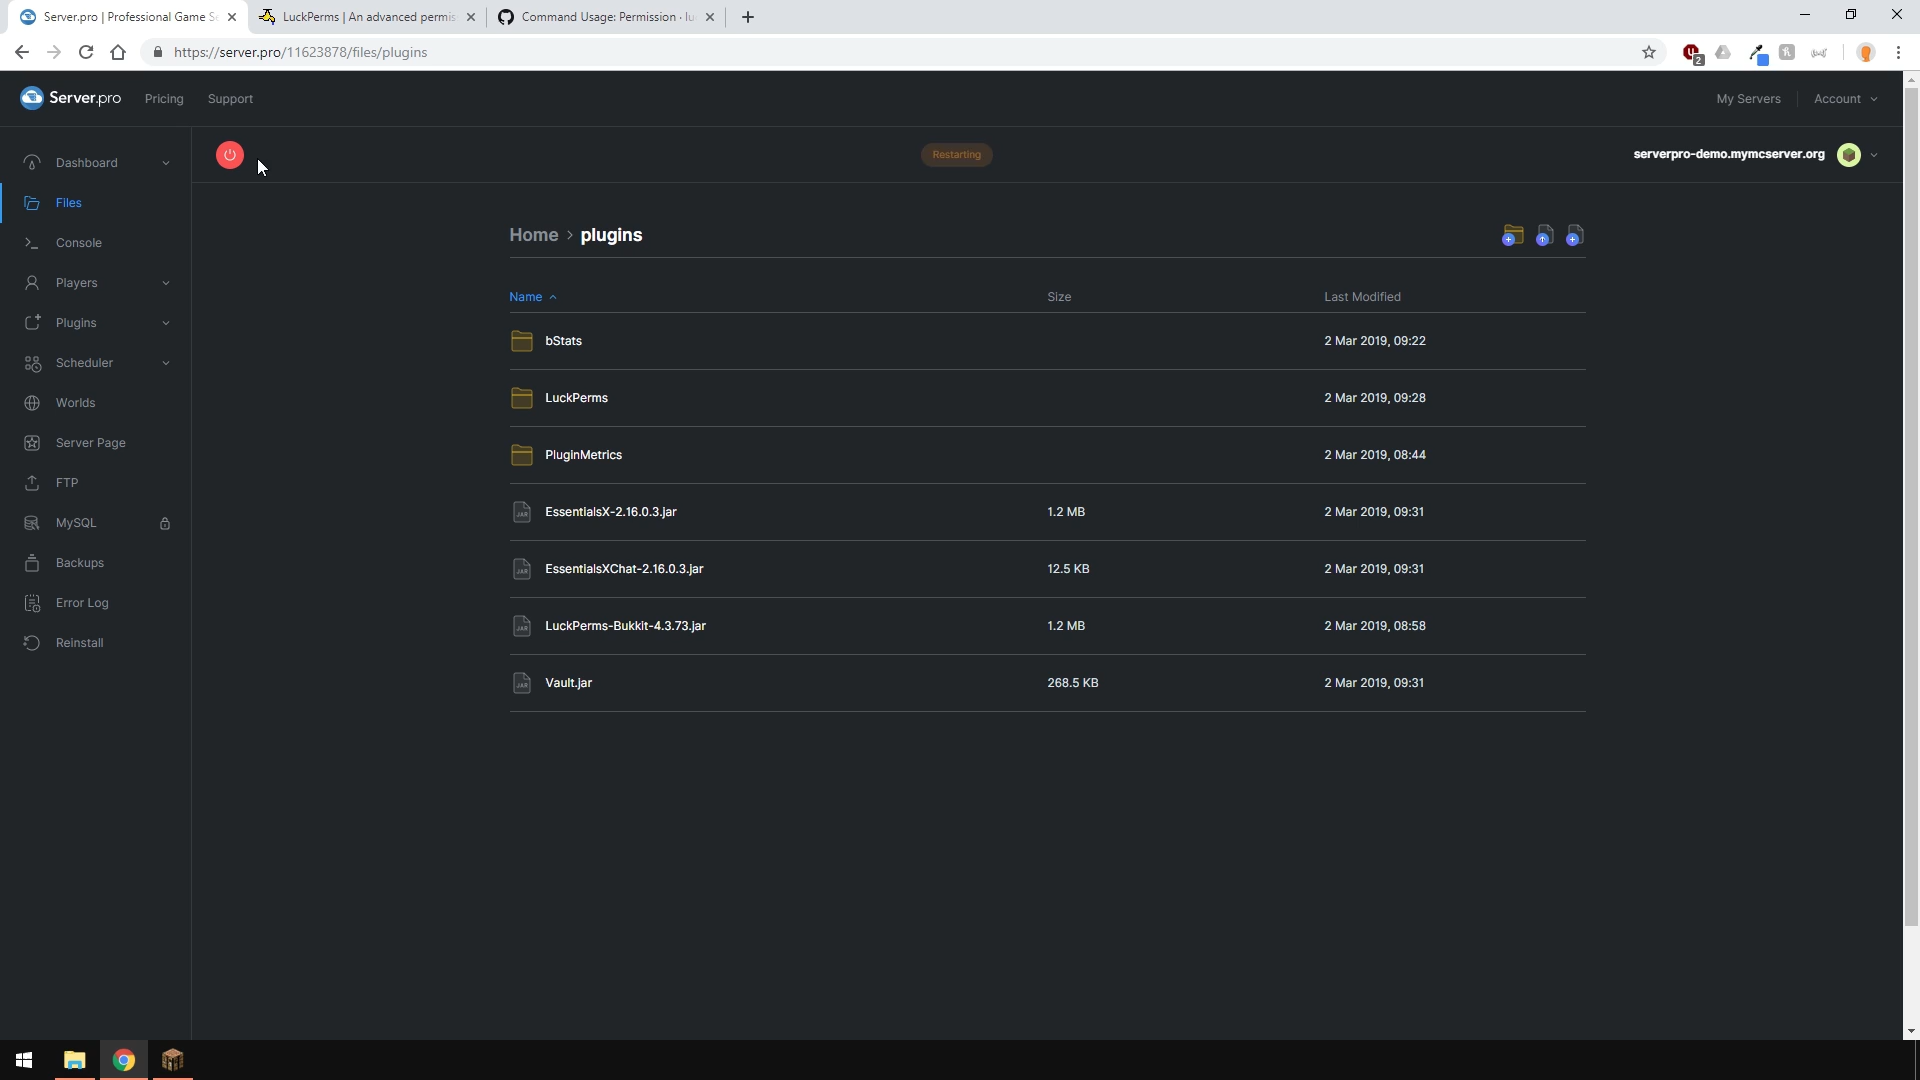 Server.pro | Professional Game S
LuckPerms | An advanced permis
Command Usage: Permission · lu
https://server.pro/11623878/files/plugins
2
Server.pro
Pricing
Support
My Servers
Account
Dashboard
Restarting
serverpro-demo.mymcserver.org
Files
Console
Players
Plugins
Scheduler
Worlds
Server Page
FTP
MySQL
Backups
Error Log
Reinstall
Home > plugins
Name Size Last Modified
bStats 2 Mar 2019, 09:22
LuckPerms 2 Mar 2019, 09:28
PluginMetrics 2 Mar 2019, 08:44
JAR EssentialsX-2.16.0.3.jar 1.2 MB 2 Mar 2019, 09:31
JAR EssentialsXChat-2.16.0.3.jar 12.5 KB 2 Mar 2019, 09:31
JAR LuckPerms-Bukkit-4.3.73.jar 1.2 MB 2 Mar 2019, 08:58
JAR Vault.jar 268.5 KB 2 Mar 2019, 09:31